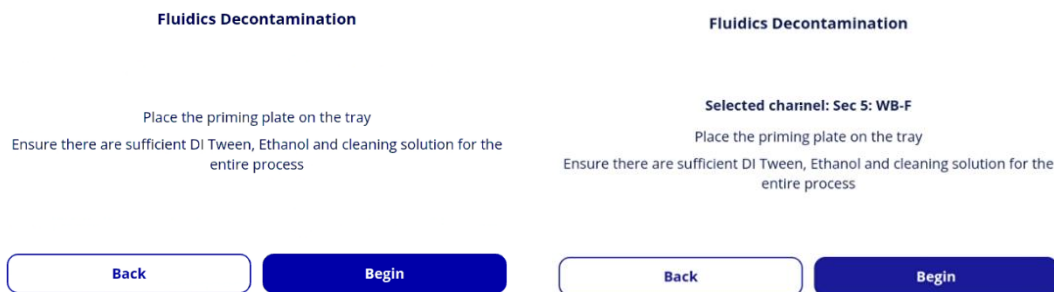 Fluidics Decontamination
Place the priming plate on the tray
Ensure there are sufficient DI Tween, Ethanol and cleaning solution for the
entire process
Back
Begin
Fluidics Decontamination
Selected channel: Sec 5: WB-F
Place the priming plate on the tray
Ensure there are sufficient DI Tween, Ethanol and cleaning solution for the
entire process
Back
Begin